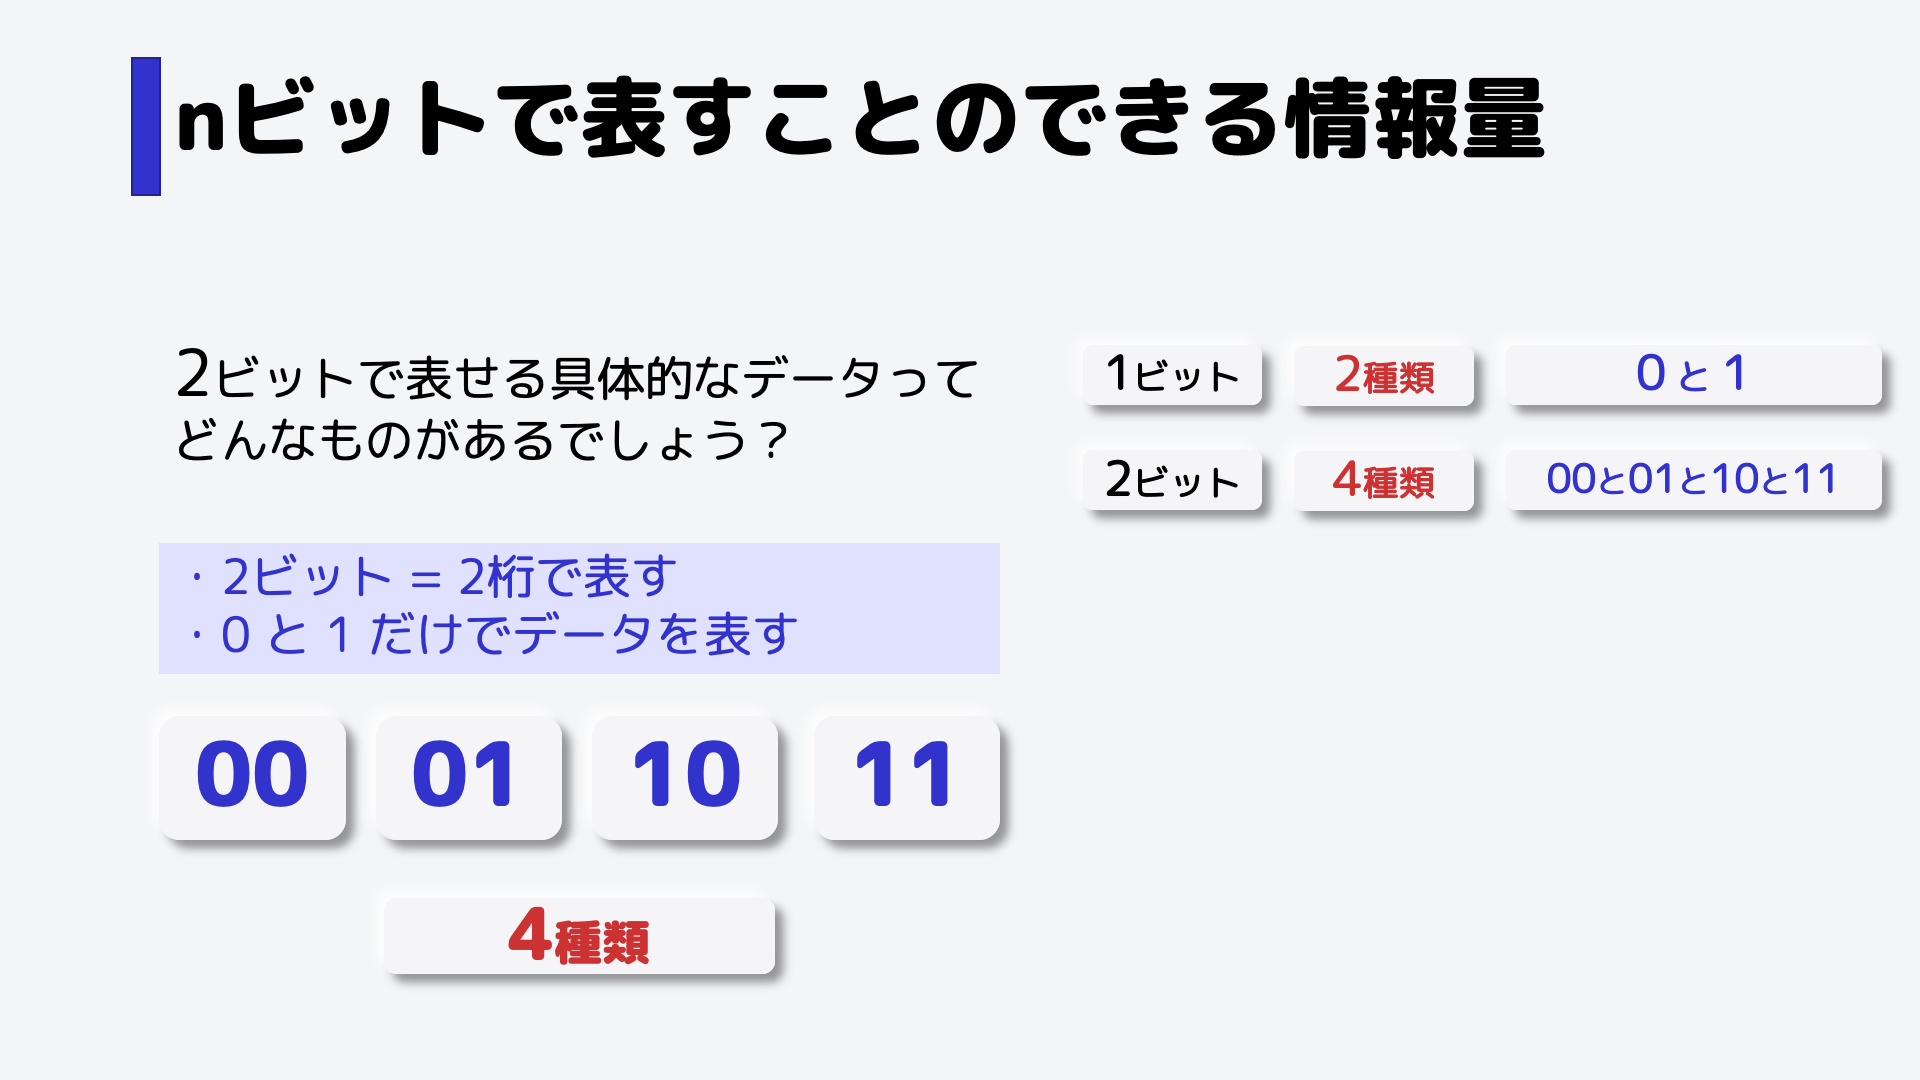 nビットで表すことのできる情報量
2ビットで表せる具体的なデータって
どんなものがあるでしょう？
・2ビット = 2桁で表す
・0 と 1 だけでデータを表す
00 01 10 11
4種類
1ビット 2種類 0 と 1
2ビット 4種類 00と01と10と11